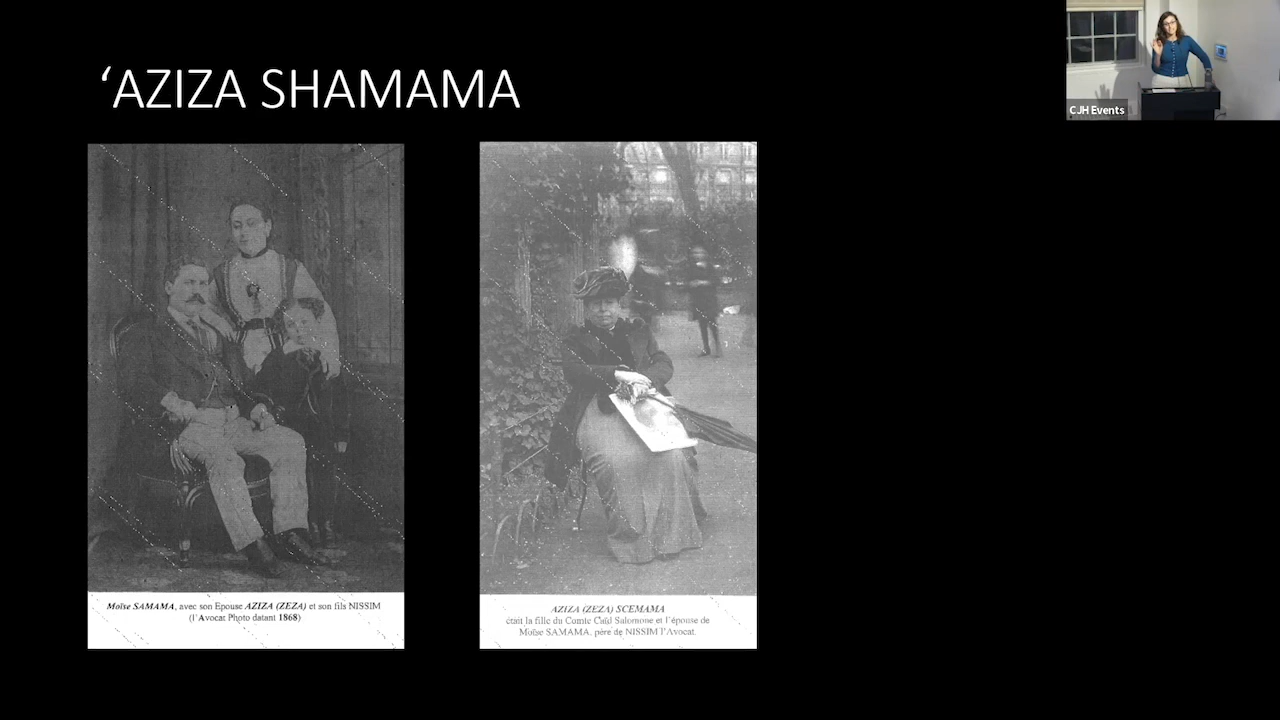 ‘AZIZA SHAMAMA
CJH Events
Moïse SAMAMA, avec son Epouse AZIZA (ZEZA) et son fils NISSIM
(l'Avocat Photo datant 1868)
AZIZA (ZEZA) SCEMAMA
était la fille du Comte Caïd Salomone et l'épouse de
Moïse SAMAMA, père de NISSIM l'Avocat.